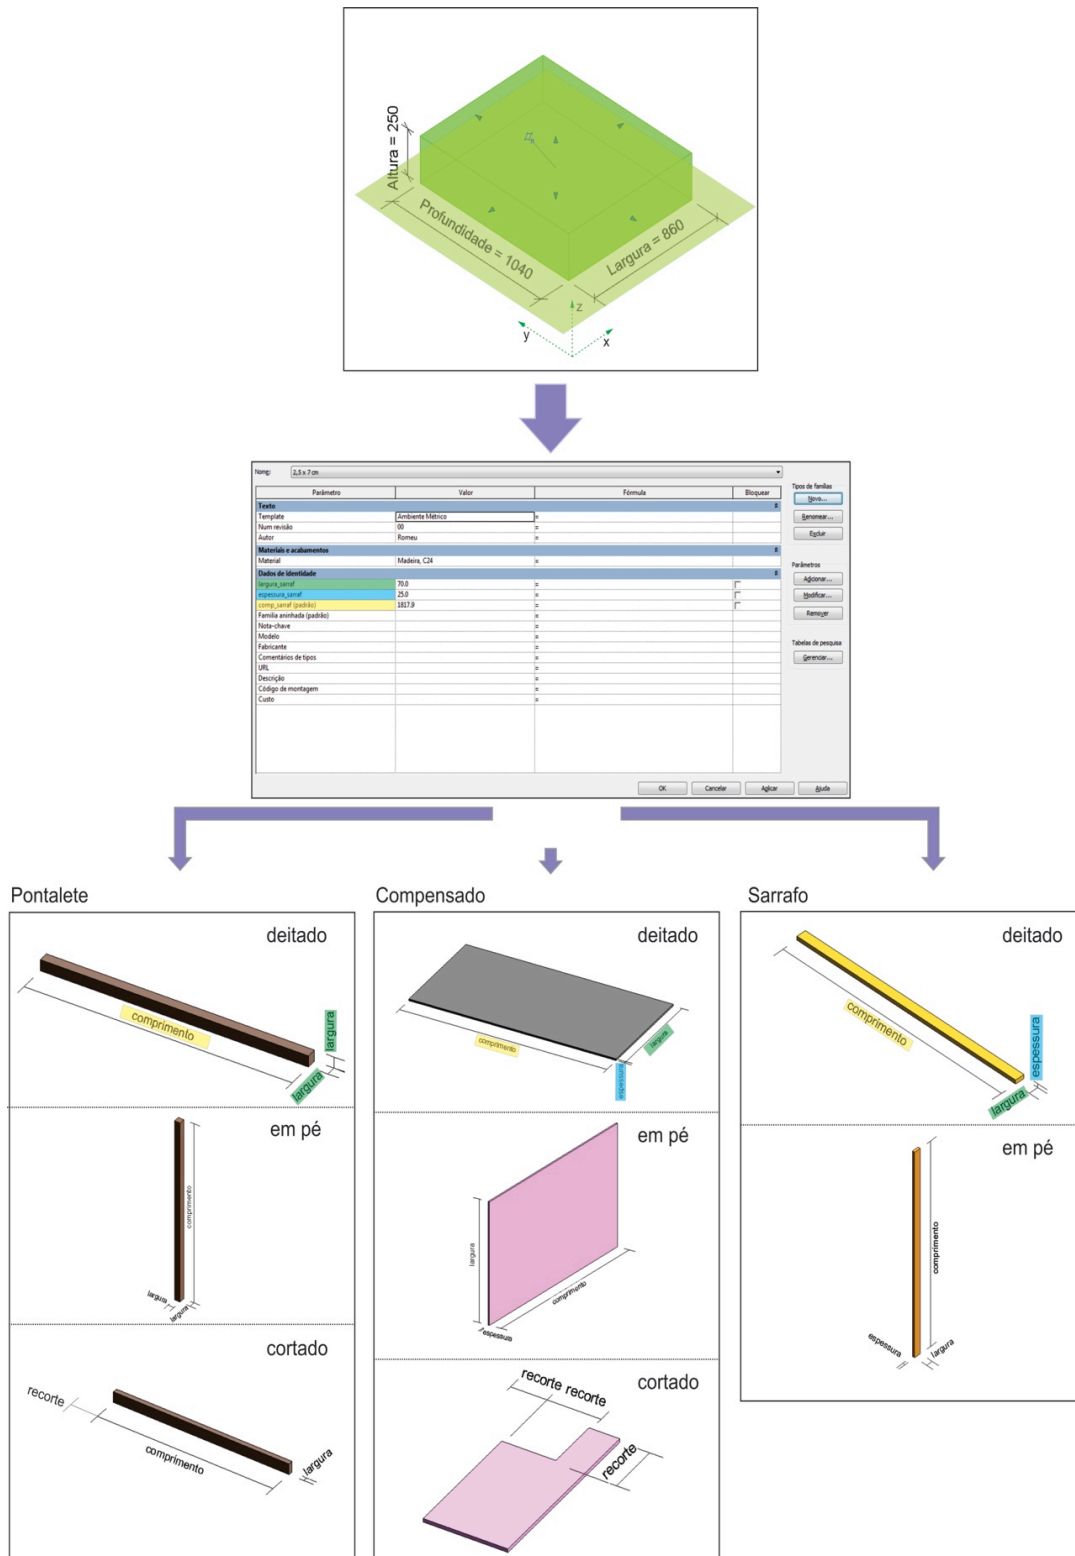 Altura = 250
Profundidade = 1040
Largura = 860
z
y
x
Nome: 2,5 x 7 cm
Tipos de famílias
Parâmetro Valor Fórmula Bloquear
Novo...
Texto
Template Ambiente Métrico =
Renomear...
Num revisão 00 =
Autor Romeu =
Excluir
Materiais e acabamentos
Material Madeira, C24 =
Parâmetros
Dados de identidade
Adicionar...
largura_sarraf 70.0 =
espessura_sarraf 25.0 =
Modificar...
comp_sarraf (padrão) 1817.9 =
Família aninhada (padrão) =
Remover
Nota-chave =
Modelo =
Tabelas de pesquisa
Fabricante =
Comentários de tipos =
Gerenciar...
URL =
Descrição =
Código de montagem =
Custo =
OK Cancelar Aplicar Ajuda
Pontalete
deitado
comprimento
largura
largura
em pé
comprimento
largura
largura
cortado
recorte
comprimento
largura
Compensado
deitado
comprimento
largura
espessura
em pé
largura
comprimento
espessura
cortado
recorte recorte
recorte
Sarrafo
deitado
comprimento
espessura
largura
em pé
comprimento
espessura
largura